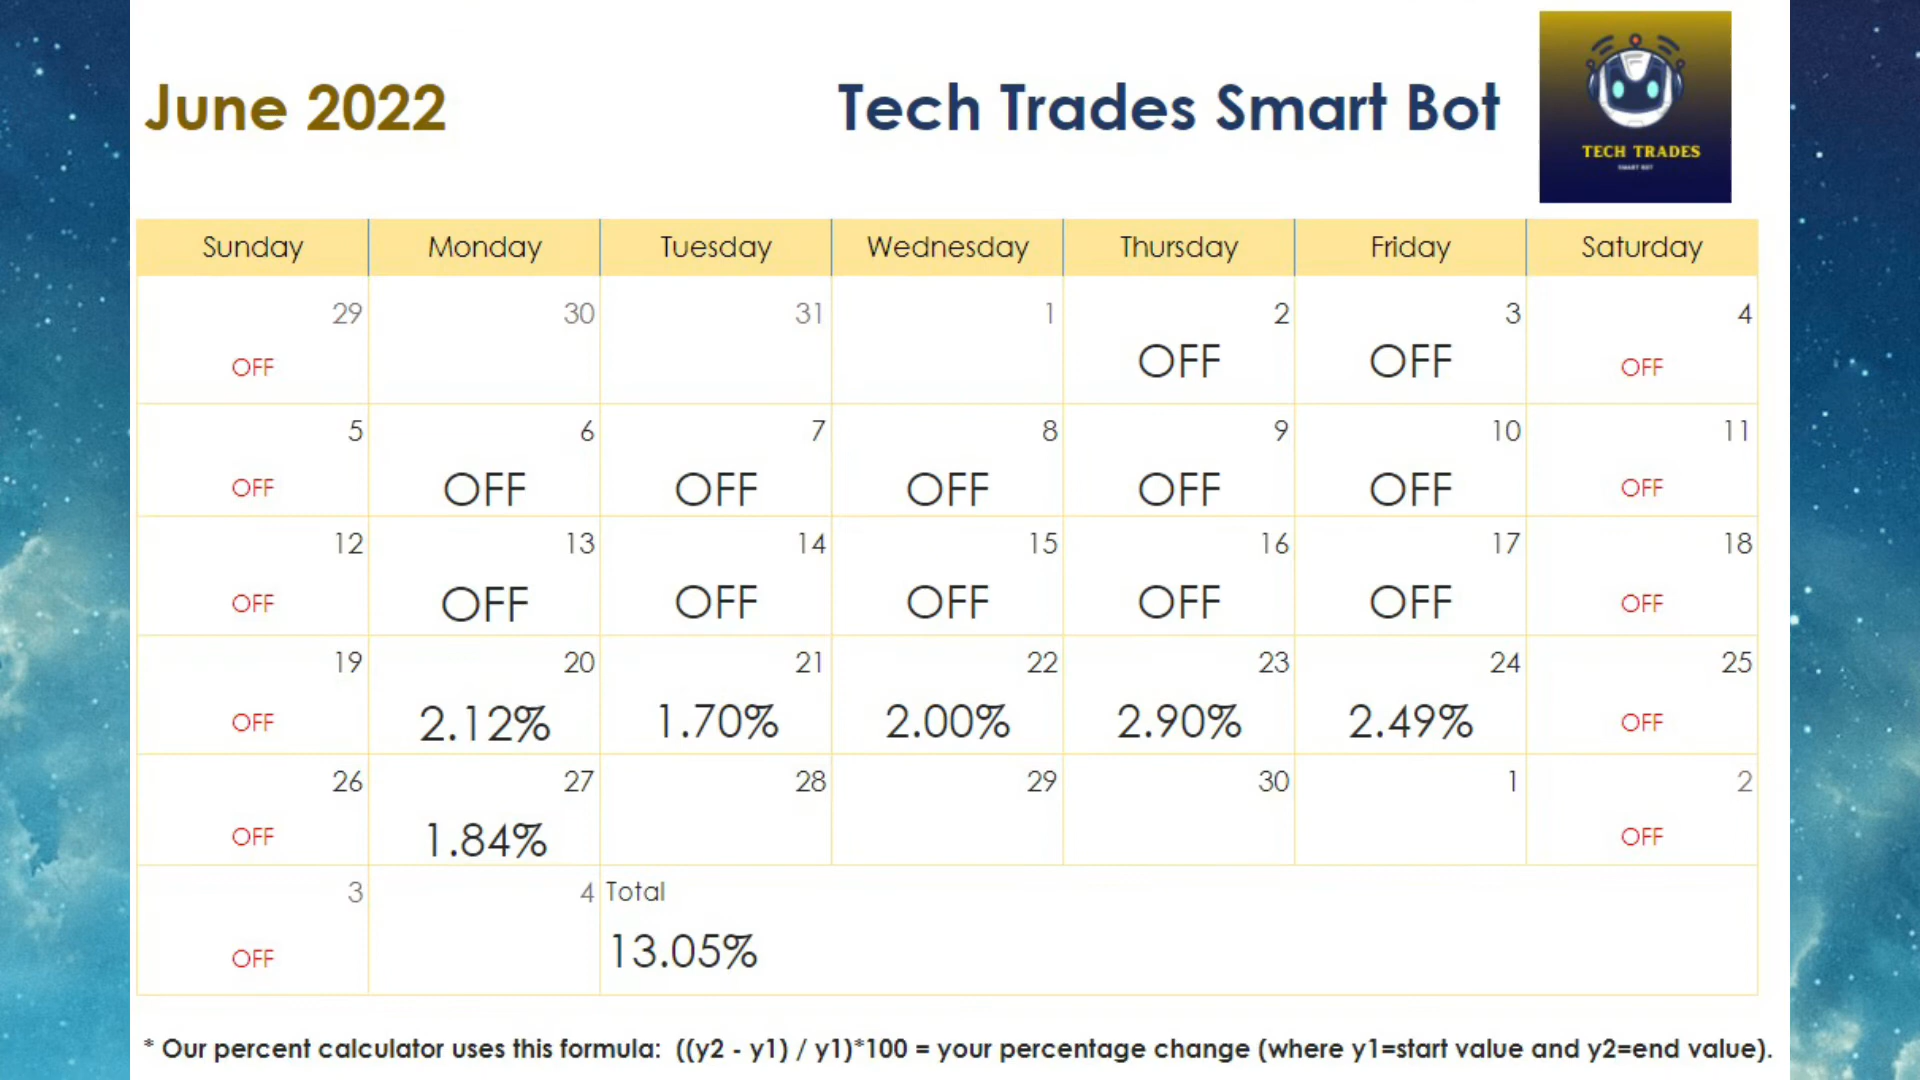 June 2022
Tech Trades Smart Bot
TECH TRADES
SMART BOT
Sunday Monday Tuesday Wednesday Thursday Friday Saturday
29 30 31 1 2 3 4
OFF OFF OFF OFF
5 6 7 8 9 10 11
OFF OFF OFF OFF OFF OFF OFF
12 13 14 15 16 17 18
OFF OFF OFF OFF OFF OFF OFF
19 20 21 22 23 24 25
OFF 2.12% 1.70% 2.00% 2.90% 2.49% OFF
26 27 28 29 30 1 2
OFF 1.84% OFF
3 4 Total
OFF 13.05%
* Our percent calculator uses this formula: ((y2 - y1) / y1)*100 = your percentage change (where y1=start value and y2=end value).